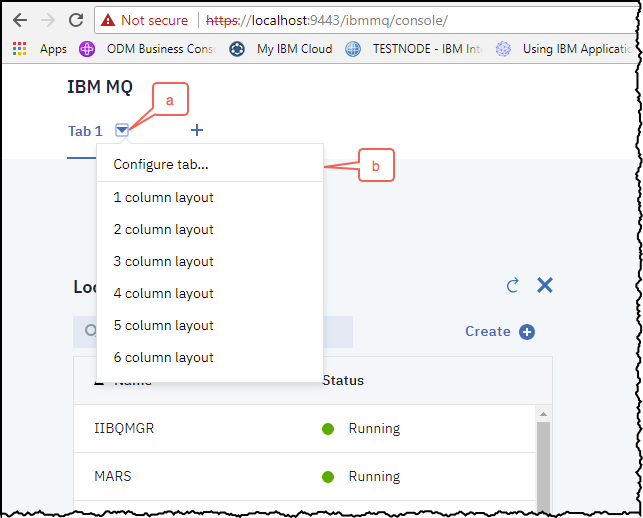 Not secure https://localhost:9443/ibmmq/console/
Apps ODM Business Cons My IBM Cloud TESTNODE - IBM Int Using IBM Applicatio
IBM MQ
a
Tab 1 +
Configure tab...
b
1 column layout
2 column layout
3 column layout
4 column layout
5 column layout
6 column layout
Loc
Create
Name Status
IIBQMGR Running
MARS Running